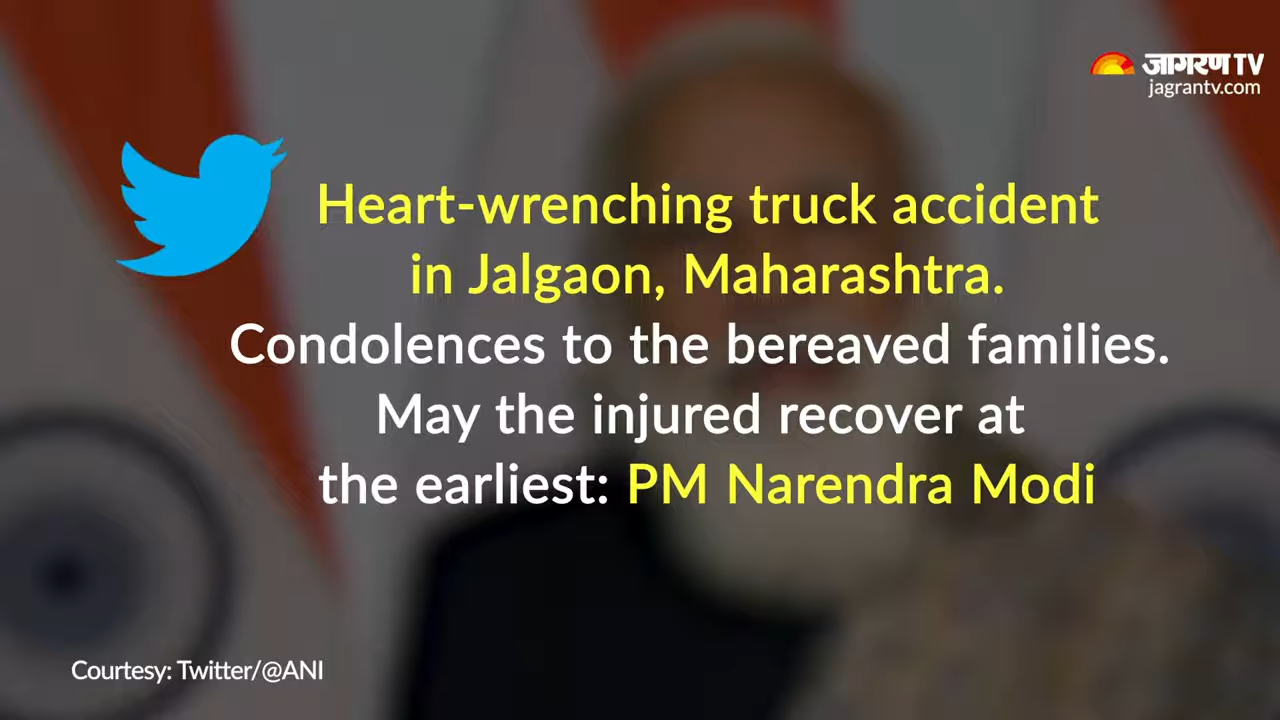 जागरण TV
jagrantv.com
Heart-wrenching truck accident
in Jalgaon, Maharashtra.
Condolences to the bereaved families.
May the injured recover at
the earliest: PM Narendra Modi
Courtesy: Twitter/@ANI